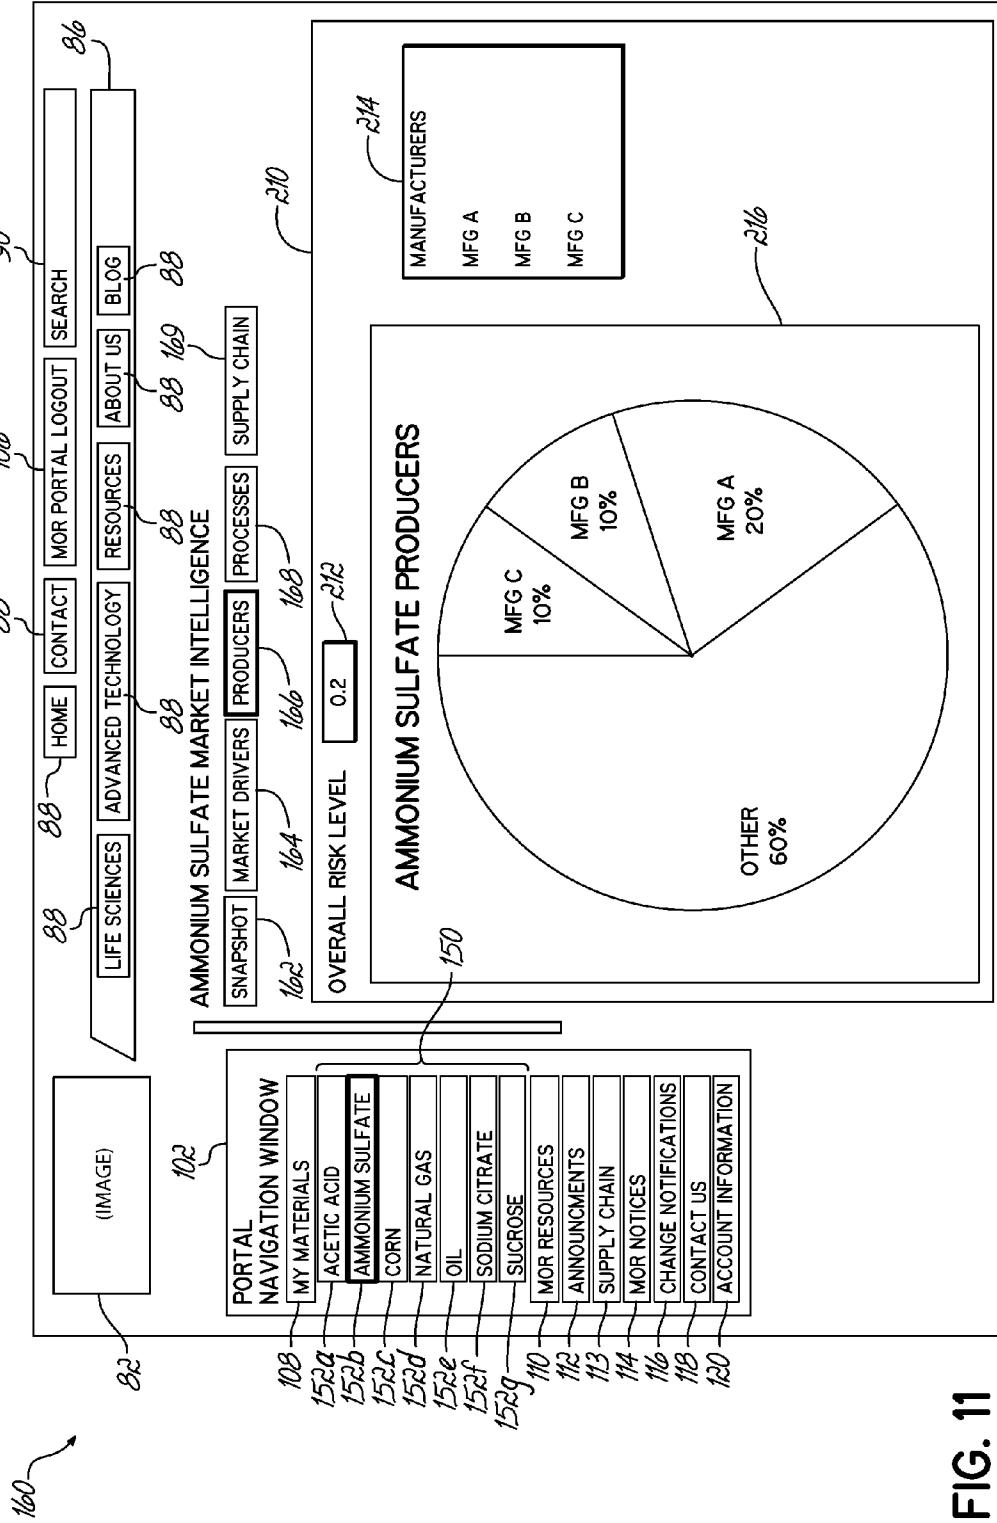 160
82
(IMAGE)
88
HOME
CONTACT
MOR PORTAL LOGOUT
SEARCH
88
LIFE SCIENCES
ADVANCED TECHNOLOGY
RESOURCES
ABOUT US
BLOG
86
88
88
88
88
AMMONIUM SULFATE MARKET INTELLIGENCE
169
SNAPSHOT
MARKET DRIVERS
PRODUCERS
PROCESSES
SUPPLY CHAIN
162
164
166
168
102
PORTAL
NAVIGATION WINDOW
108
MY MATERIALS
152a
ACETIC ACID
152b
AMMONIUM SULFATE
152c
CORN
152d
NATURAL GAS
152e
OIL
152f
SODIUM CITRATE
152g
SUCROSE
150
110
MOR RESOURCES
112
ANNOUNCMENTS
113
SUPPLY CHAIN
114
MOR NOTICES
116
CHANGE NOTIFICATIONS
118
CONTACT US
120
ACCOUNT INFORMATION
210
OVERALL RISK LEVEL
0.2
212
214
MANUFACTURERS
MFG A
MFG B
MFG C
216
AMMONIUM SULFATE PRODUCERS
MFG C
10%
MFG B
10%
MFG A
20%
OTHER
60%
FIG. 11